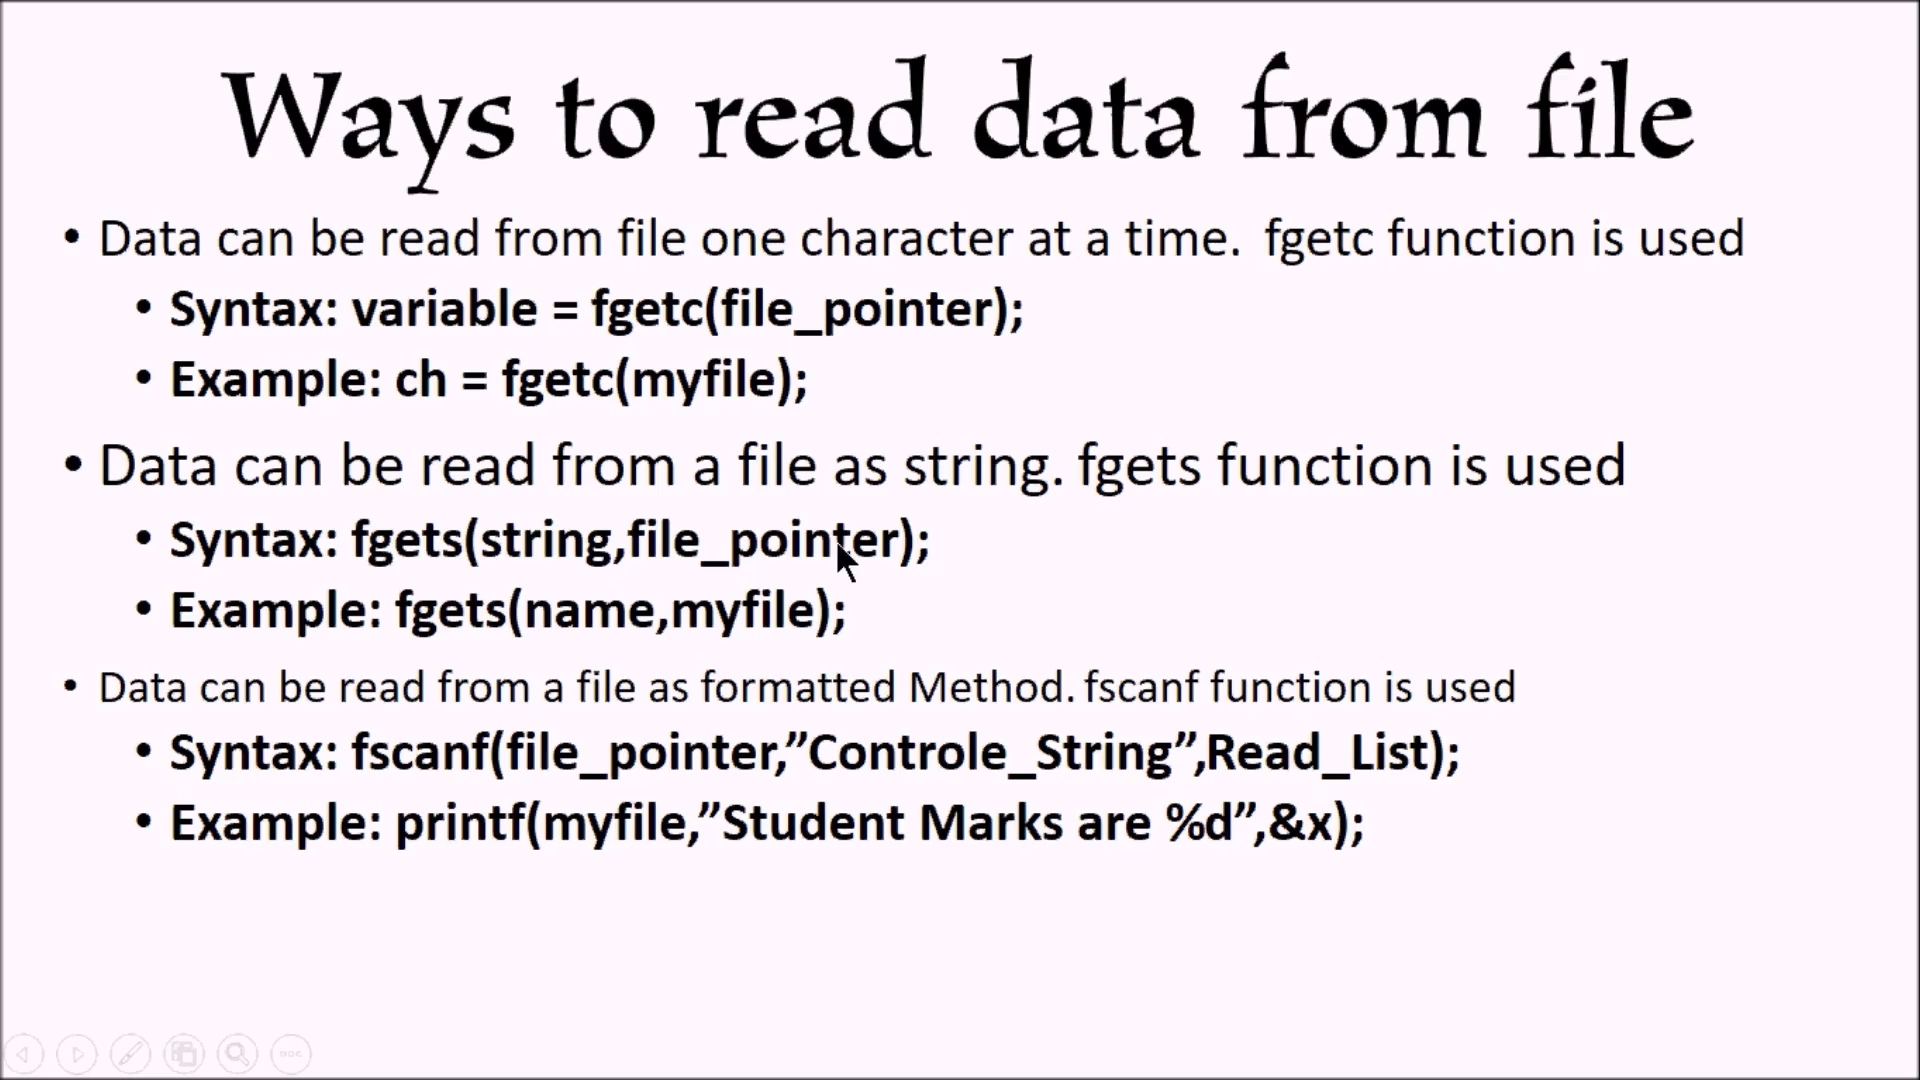 Ways to read data from file
• Data can be read from file one character at a time. fgetc function is used
• Syntax: variable = fgetc(file_pointer);
• Example: ch = fgetc(myfile);
• Data can be read from a file as string. fgets function is used
• Syntax: fgets(string,file_pointer);
• Example: fgets(name,myfile);
• Data can be read from a file as formatted Method. fscanf function is used
• Syntax: fscanf(file_pointer,”Controle_String”,Read_List);
• Example: printf(myfile,”Student Marks are %d”,&x);